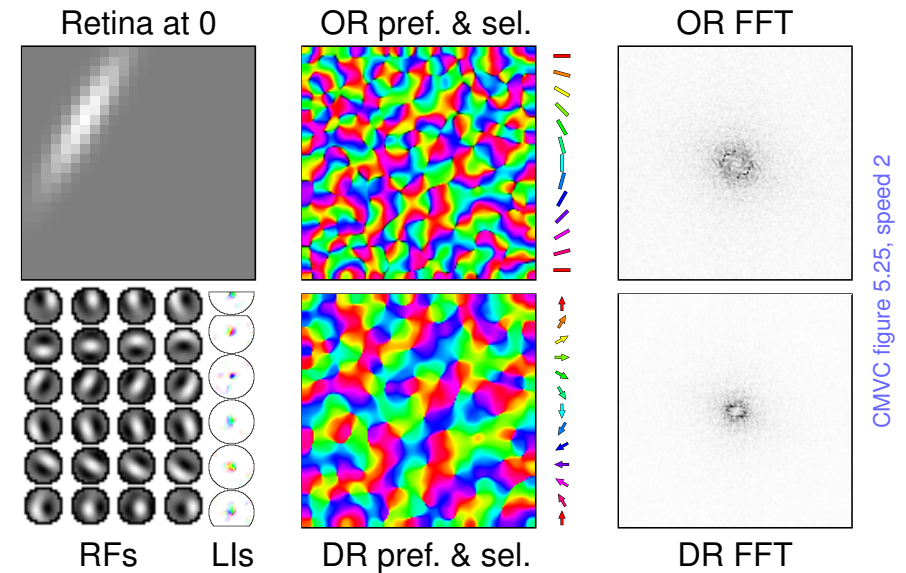 Retina at 0
OR pref. & sel.
OR FFT
RFs
LIs
DR pref. & sel.
DR FFT
CMVC figure 5.25, speed 2